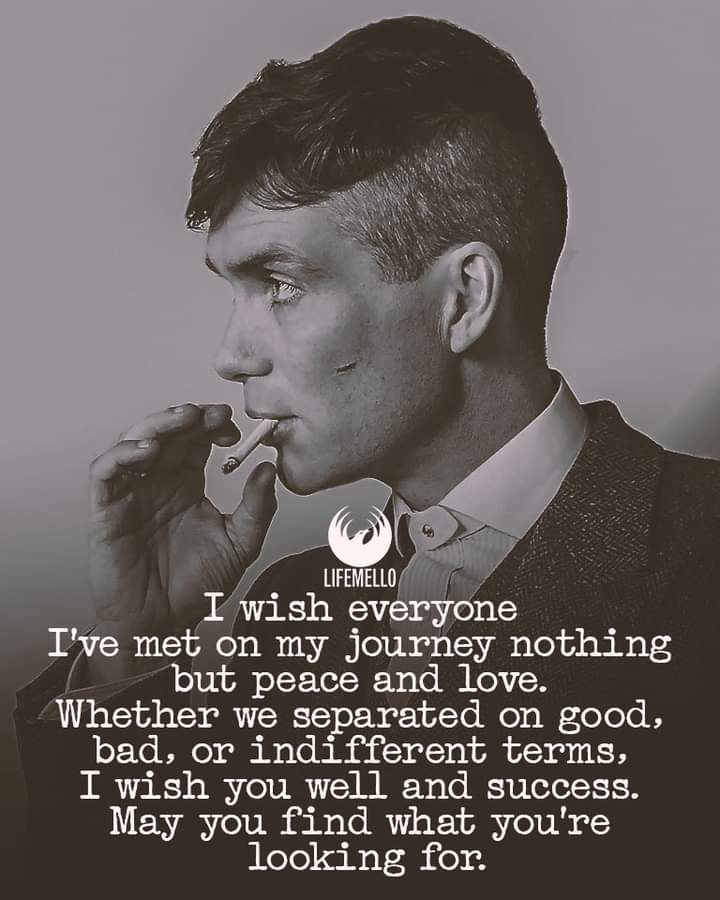 LIFEMELLO
I wish everyone
I've met on my journey nothing
but peace and love.
Whether we separated on good,
bad, or indifferent terms,
I wish you well and success.
May you find what you're
looking for.